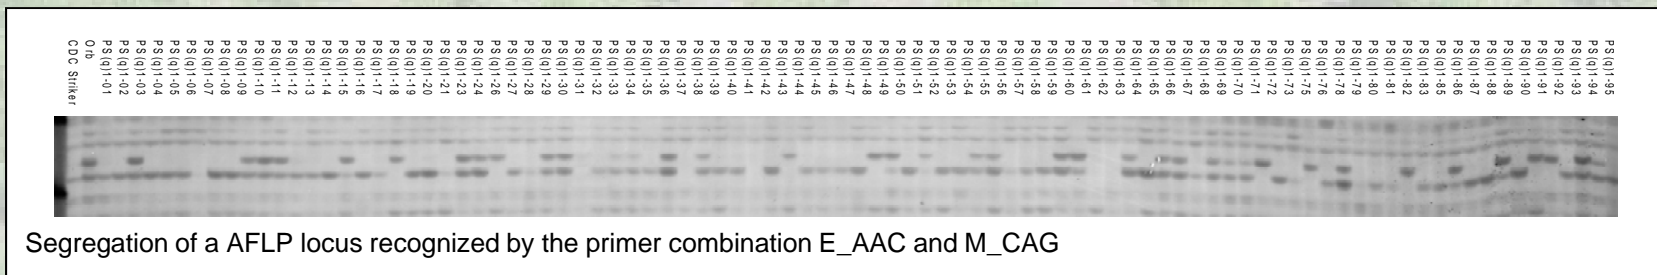 CDC Striker
Orb
PS(q)1-01
PS(q)1-02
PS(q)1-03
PS(q)1-04
PS(q)1-05
PS(q)1-06
PS(q)1-07
PS(q)1-08
PS(q)1-09
PS(q)1-10
PS(q)1-11
PS(q)1-12
PS(q)1-13
PS(q)1-14
PS(q)1-15
PS(q)1-16
PS(q)1-17
PS(q)1-18
PS(q)1-19
PS(q)1-20
PS(q)1-21
PS(q)1-23
PS(q)1-24
PS(q)1-26
PS(q)1-27
PS(q)1-28
PS(q)1-29
PS(q)1-30
PS(q)1-31
PS(q)1-32
PS(q)1-33
PS(q)1-34
PS(q)1-35
PS(q)1-36
PS(q)1-37
PS(q)1-38
PS(q)1-39
PS(q)1-40
PS(q)1-41
PS(q)1-42
PS(q)1-43
PS(q)1-44
PS(q)1-45
PS(q)1-46
PS(q)1-47
PS(q)1-48
PS(q)1-49
PS(q)1-50
PS(q)1-51
PS(q)1-52
PS(q)1-53
PS(q)1-54
PS(q)1-55
PS(q)1-56
PS(q)1-57
PS(q)1-58
PS(q)1-59
PS(q)1-60
PS(q)1-61
PS(q)1-62
PS(q)1-63
PS(q)1-64
PS(q)1-65
PS(q)1-66
PS(q)1-67
PS(q)1-68
PS(q)1-69
PS(q)1-70
PS(q)1-71
PS(q)1-72
PS(q)1-73
PS(q)1-75
PS(q)1-76
PS(q)1-78
PS(q)1-79
PS(q)1-80
PS(q)1-81
PS(q)1-82
PS(q)1-83
PS(q)1-85
PS(q)1-86
PS(q)1-87
PS(q)1-88
PS(q)1-89
PS(q)1-90
PS(q)1-91
PS(q)1-92
PS(q)1-93
PS(q)1-94
PS(q)1-95
Segregation of a AFLP locus recognized by the primer combination E_AAC and M_CAG